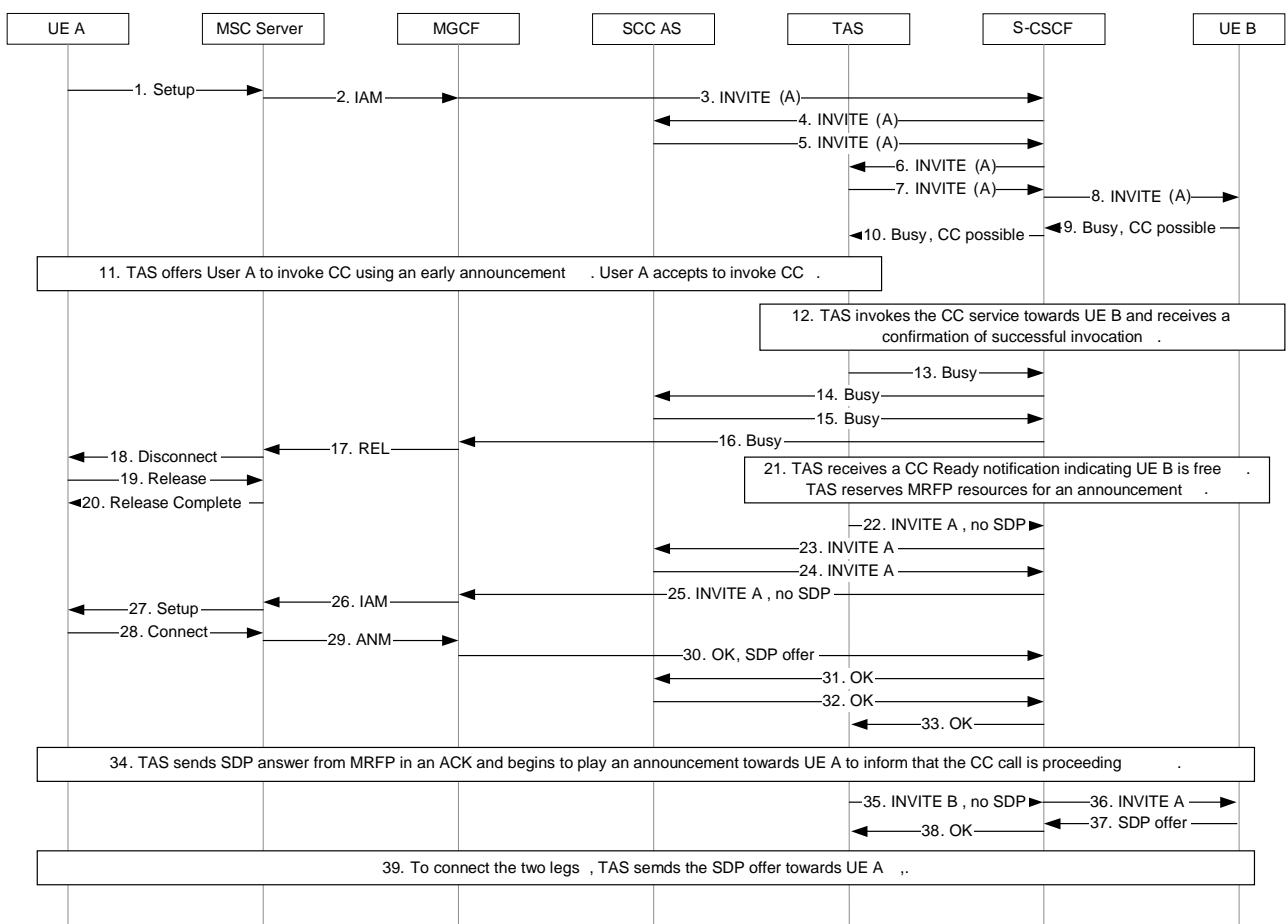 UE A
MSC Server
MGCF
SCC AS
TAS
S-CSCF
UE B
1. Setup
2. IAM
3. INVITE (A)
4. INVITE (A)
5. INVITE (A)
6. INVITE (A)
7. INVITE (A)
8. INVITE (A)
9. Busy, CC possible
10. Busy, CC possible
11. TAS offers User A to invoke CC using an early announcement . User A accepts to invoke CC .
12. TAS invokes the CC service towards UE B and receives a
confirmation of successful invocation .
13. Busy
14. Busy
15. Busy
16. Busy
17. REL
18. Disconnect
19. Release
20. Release Complete
21. TAS receives a CC Ready notification indicating UE B is free .
TAS reserves MRFP resources for an announcement .
22. INVITE A , no SDP
23. INVITE A
24. INVITE A
25. INVITE A , no SDP
26. IAM
27. Setup
28. Connect
29. ANM
30. OK, SDP offer
31. OK
32. OK
33. OK
34. TAS sends SDP answer from MRFP in an ACK and begins to play an announcement towards UE A to inform that the CC call is proceeding .
35. INVITE B , no SDP
36. INVITE A
37. SDP offer
38. OK
39. To connect the two legs , TAS semds the SDP offer towards UE A ,.